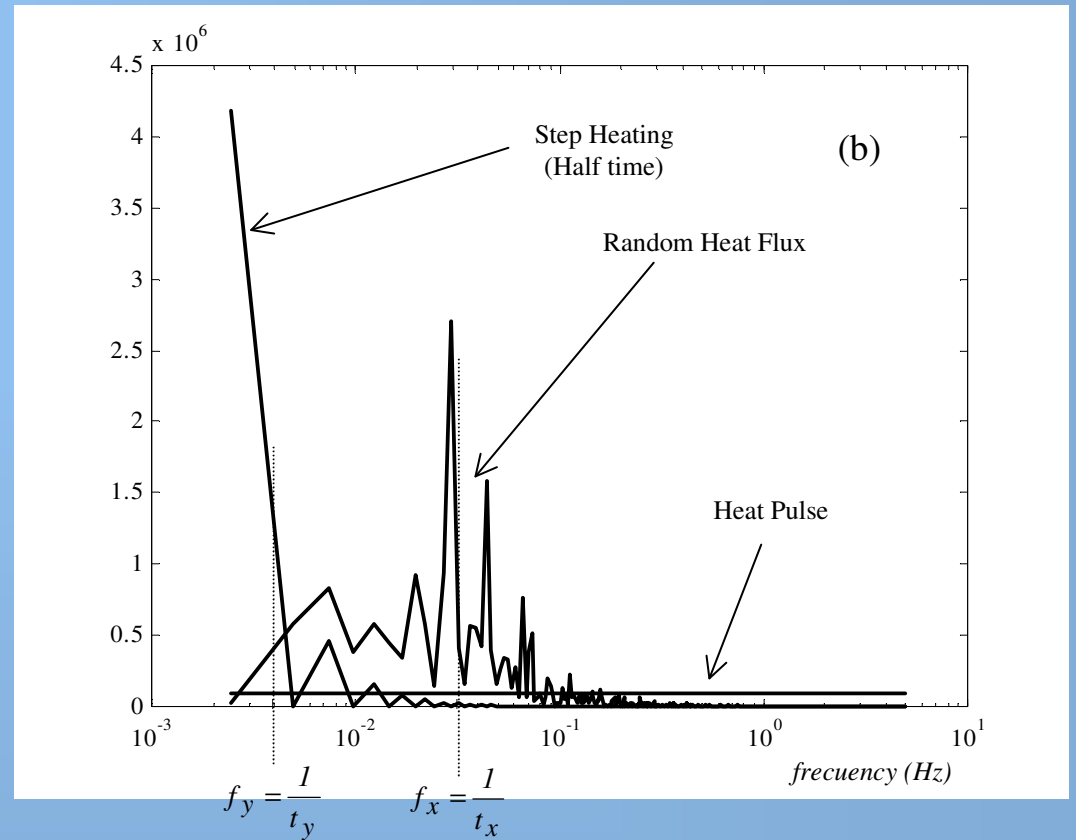 x 10^6
4.5
4
3.5
3
2.5
2
1.5
1
0.5
0
Step Heating
(Half time)
(b)
Random Heat Flux
Heat Pulse
10^-3 10^-2 10^-1 10^0 10^1
frecuency (Hz)
f_y = 1/t_y f_x = 1/t_x